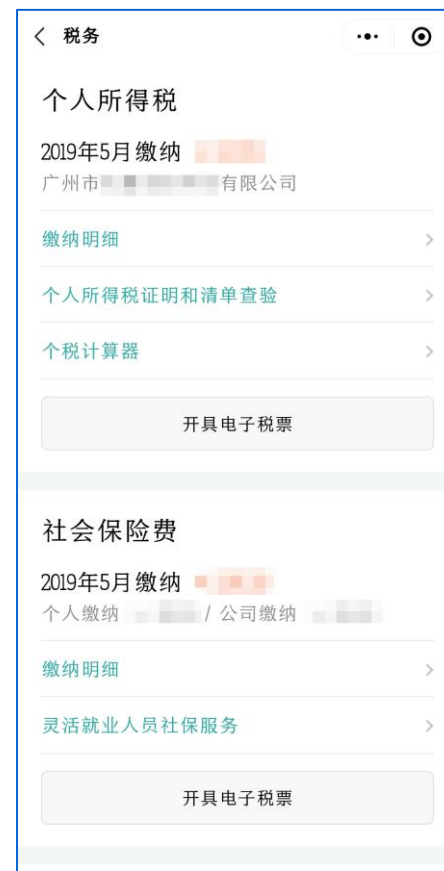 税务
个人所得税
2019年5月缴纳
广州市 有限公司
缴纳明细
个人所得税证明和清单查验
个税计算器
开具电子税票
社会保险费
2019年5月缴纳
个人缴纳 / 公司缴纳
缴纳明细
灵活就业人员社保服务
开具电子税票